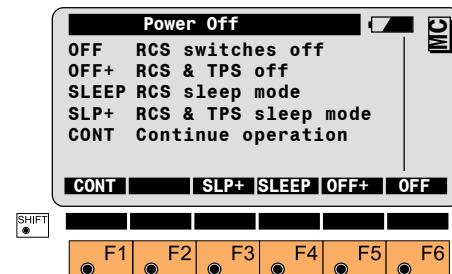 Power Off
MC
OFF RCS switches off
OFF+ RCS & TPS off
SLEEP RCS sleep mode
SLP+ RCS & TPS sleep mode
CONT Continue operation
CONT SLP+ SLEEP OFF+ OFF
SHIFT
F1 F2 F3 F4 F5 F6